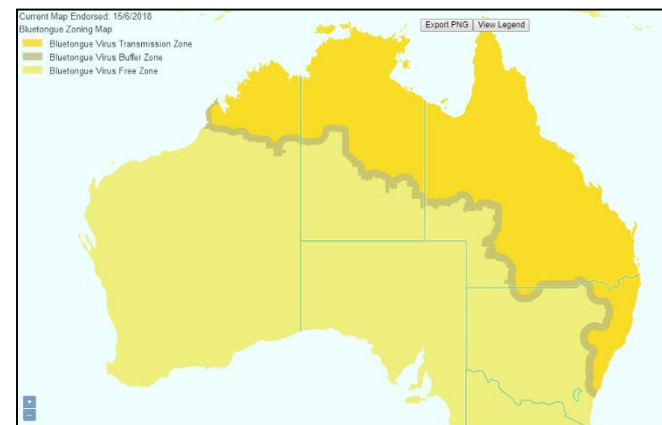 Current Map Endorsed: 15/6/2018
Export PNG View Legend
Bluetongue Zoning Map
Bluetongue Virus Transmission Zone
Bluetongue Virus Buffer Zone
Bluetongue Virus Free Zone
+
–